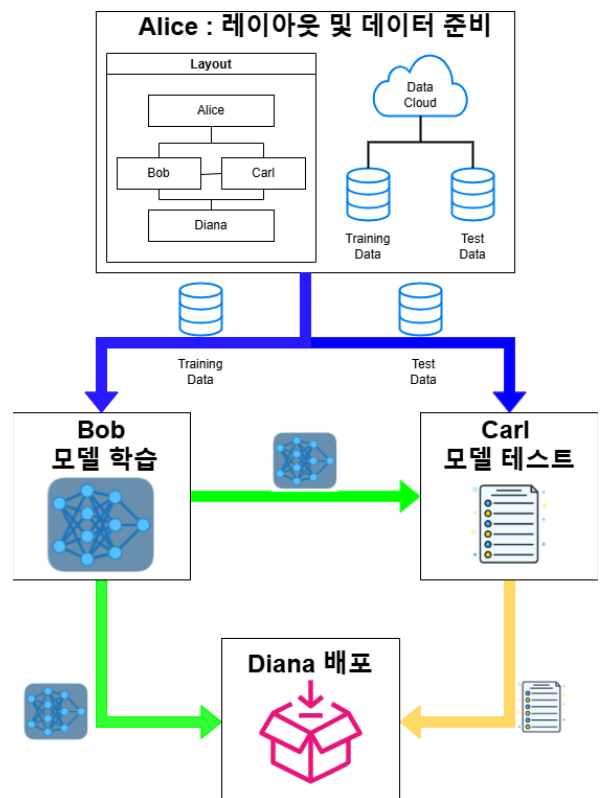 Alice : 레이아웃 및 데이터 준비
Layout
Alice
Bob
Carl
Diana
Data
Cloud
Training
Data
Test
Data
Training
Data
Test
Data
Bob
모델 학습
Carl
모델 테스트
Diana 배포